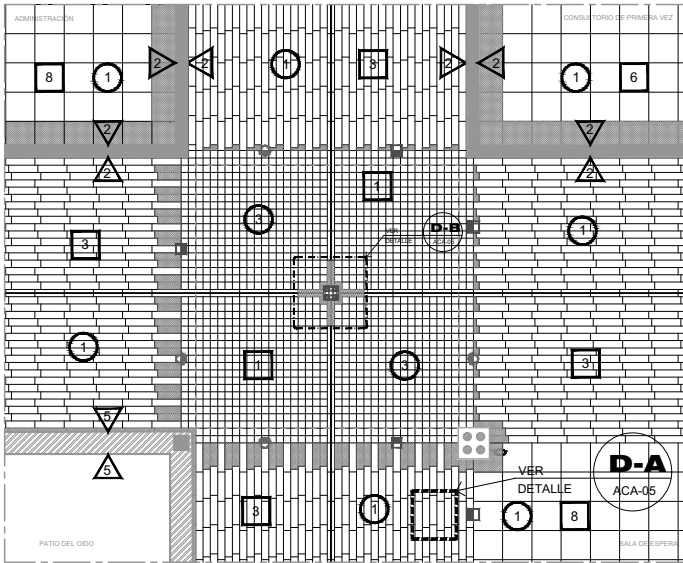 ADMINISTRACIÓN
CONSULTORIO DE PRIMERA VEZ
2
2
1
3
2
2
8
1
1
6
2
2
2
2
1
3
3
1
VER
DETALLE
D-B
ACA-05
1
1
3
3
5
5
VER
DETALLE
D-A
ACA-05
3
1
1
8
PATIO DEL OIDO
SALA DE ESPERA